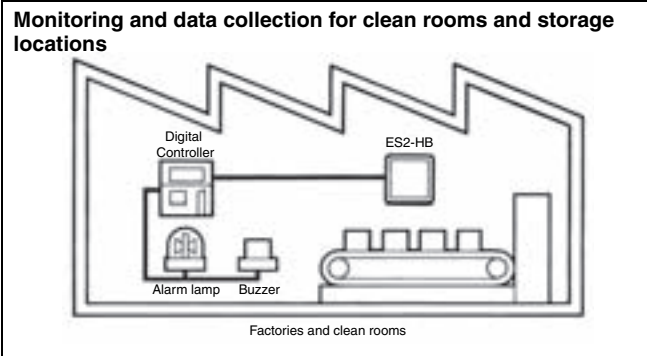 Monitoring and data collection for clean rooms and storage
locations
Digital
Controller
ES2-HB
Alarm lamp
Buzzer
Factories and clean rooms